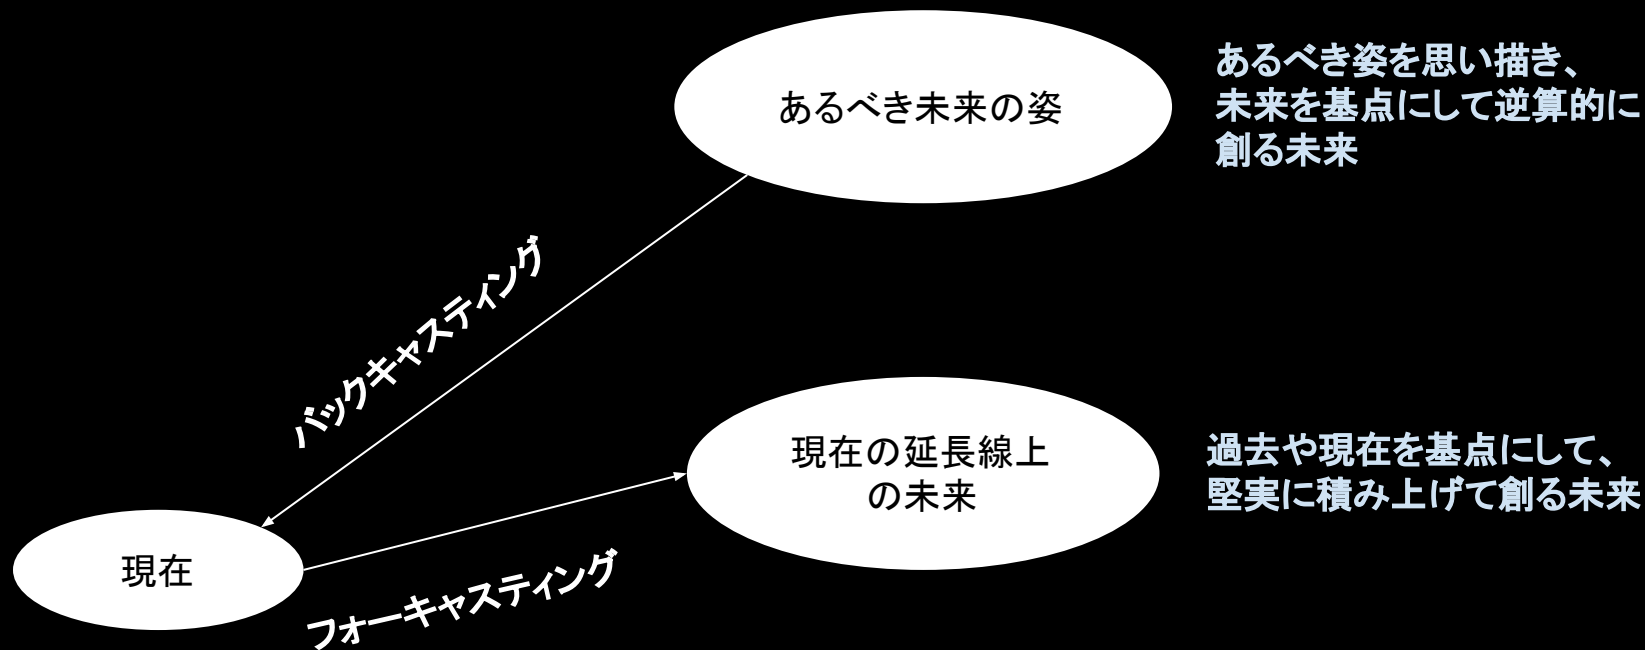 あるべき未来の姿
あるべき姿を思い描き、
未来を基点にして逆算的に
創る未来
バックキャスティング
現在の延長線上
の未来
過去や現在を基点にして、
堅実に積み上げて創る未来
現在
フォーキャスティング